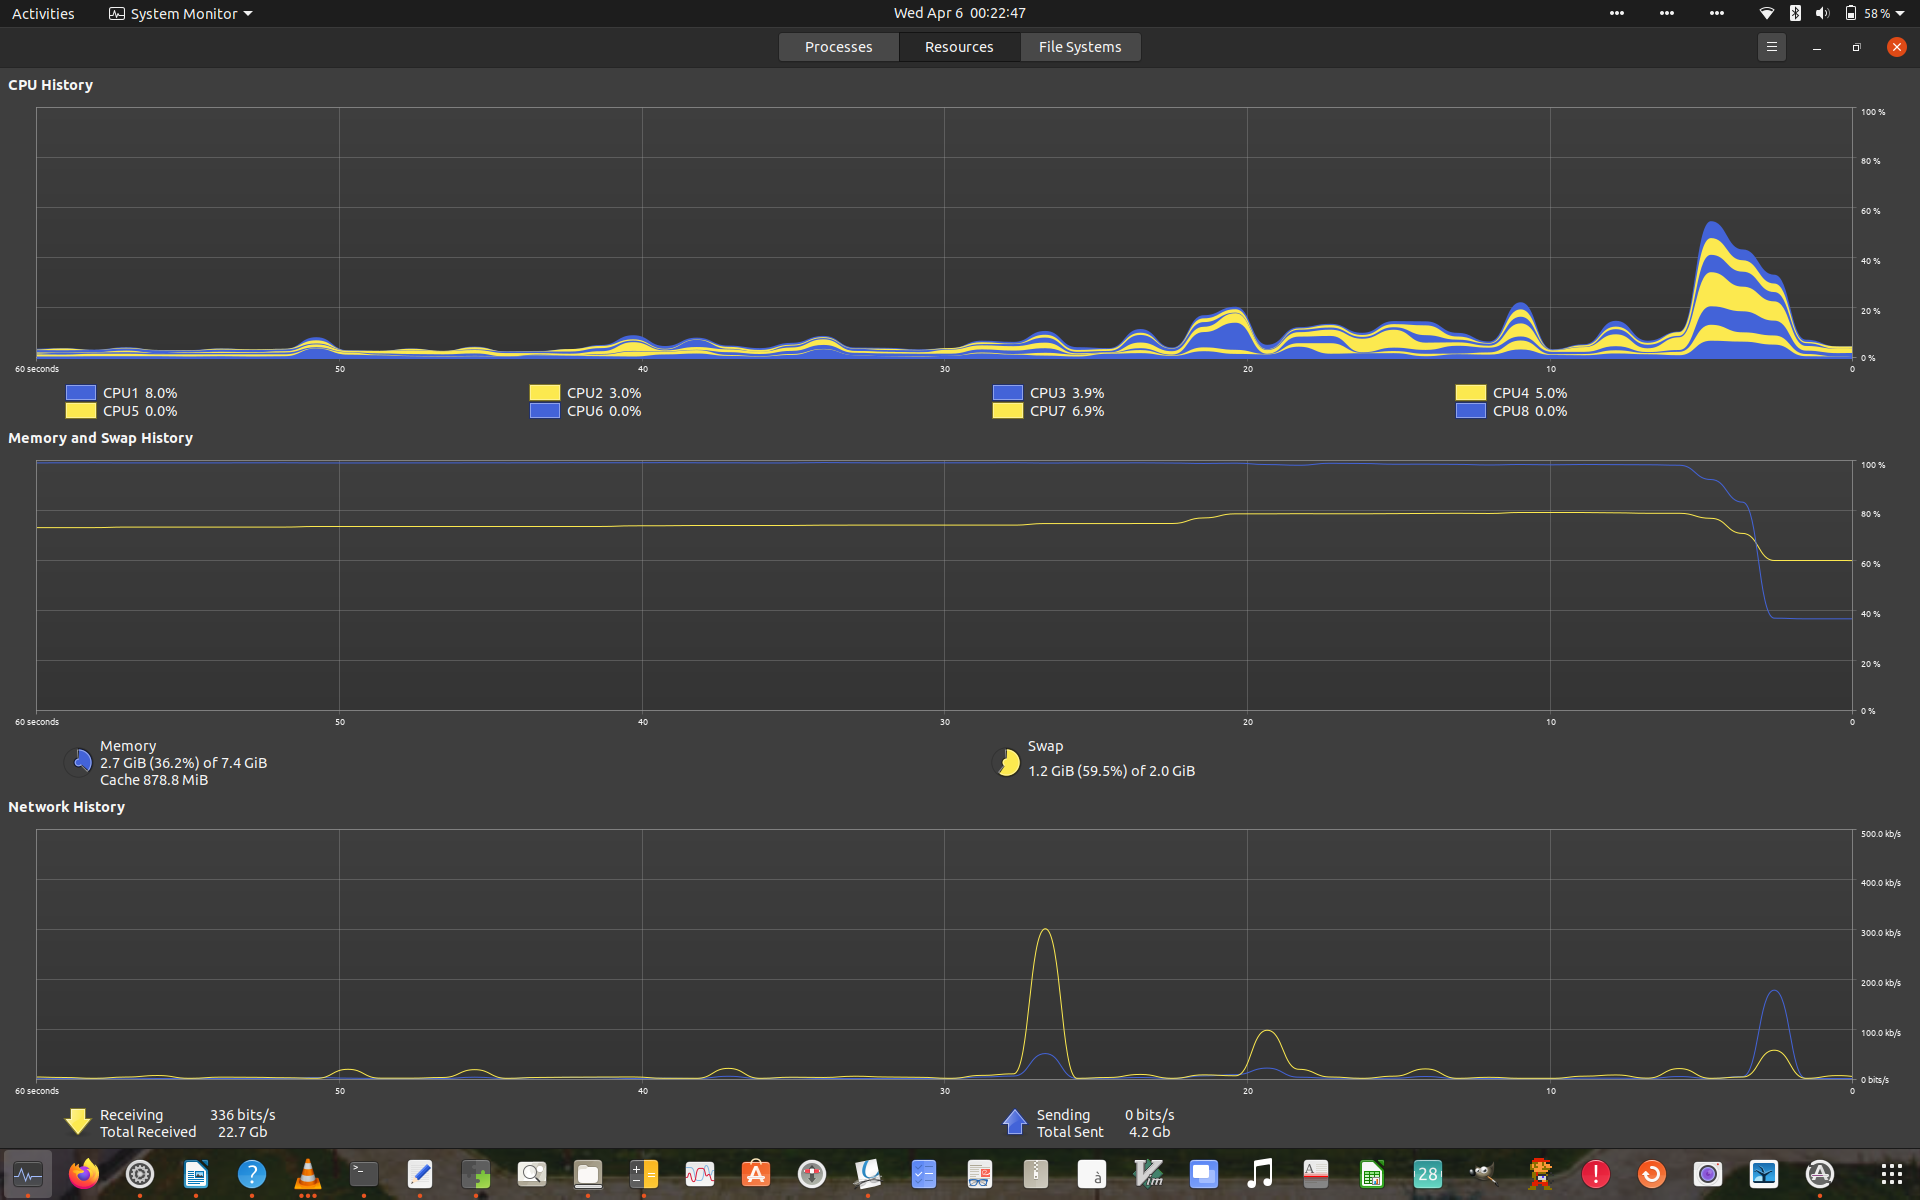 Activities System Monitor Wed Apr 6 00:22:47 58 %
Processes Resources File Systems
CPU History
100 %
80 %
60 %
40 %
20 %
0 %
60 seconds 50 40 30 20 10 0
CPU1 8.0% CPU2 3.0% CPU3 3.9% CPU4 5.0%
CPU5 0.0% CPU6 0.0% CPU7 6.9% CPU8 0.0%
Memory and Swap History
100 %
80 %
60 %
40 %
20 %
0 %
60 seconds 50 40 30 20 10 0
Memory
2.7 GiB (36.2%) of 7.4 GiB
Cache 878.8 MiB
Swap
1.2 GiB (59.5%) of 2.0 GiB
Network History
500.0 kb/s
400.0 kb/s
300.0 kb/s
200.0 kb/s
100.0 kb/s
0 bits/s
60 seconds 50 40 30 20 10 0
Receiving 336 bits/s
Total Received 22.7 Gb
Sending 0 bits/s
Total Sent 4.2 Gb
? >_ à Vim A 28 !